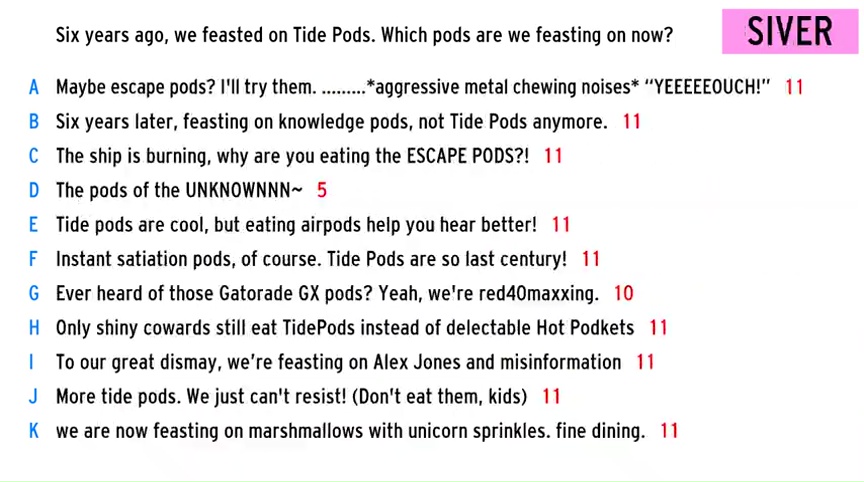 Six years ago, we feasted on Tide Pods. Which pods are we feasting on now?
SIVER
A Maybe escape pods? I'll try them. .........*aggressive metal chewing noises* “YEEEEEOUCH!” 11
B Six years later, feasting on knowledge pods, not Tide Pods anymore. 11
C The ship is burning, why are you eating the ESCAPE PODS?! 11
D The pods of the UNKNOWNNN~ 5
E Tide pods are cool, but eating airpods help you hear better! 11
F Instant satiation pods, of course. Tide Pods are so last century! 11
G Ever heard of those Gatorade GX pods? Yeah, we're red40maxxing. 10
H Only shiny cowards still eat TidePods instead of delectable Hot Podkets 11
I To our great dismay, we’re feasting on Alex Jones and misinformation 11
J More tide pods. We just can't resist! (Don't eat them, kids) 11
K we are now feasting on marshmallows with unicorn sprinkles. fine dining. 11